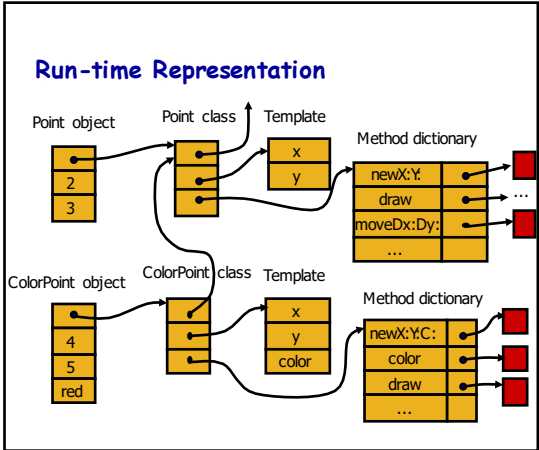 Run-time Representation
Point object
Point class
Template
Method dictionary
2
3
x
y
newX:Y:
draw
...
moveDx:Dy:
...
ColorPoint object
ColorPoint class
Template
Method dictionary
4
5
red
x
y
color
newX:Y:C:
color
draw
...